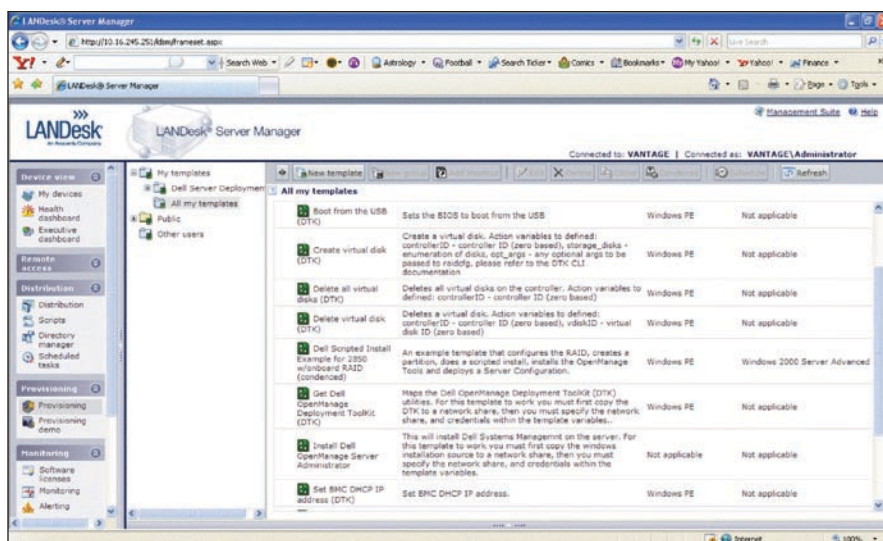 LANDesk® Server Manager
http://10.16.245.251/ldsm/frameset.aspx
Live Search
Y!
Search Web
Astrology
Football
Search Ticker
Comics
Bookmarks
My Yahoo!
Yahoo!
Finance
LANDesk® Server Manager
Page
Tools
Management Suite
Help
LANDesk
An Avocent Company
LANDesk® Server Manager
Connected to: VANTAGE | Connected as: VANTAGE\Administrator
Device view
My devices
Health dashboard
Executive dashboard
Remote access
Distribution
Distribution
Scripts
Directory manager
Scheduled tasks
Provisioning
Provisioning
Provisioning demo
Monitoring
Software licenses
Monitoring
Alerting
My templates
Dell Server Deploymen
All my templates
Public
Other users
New template
Refresh
All my templates
Boot from the USB (DTK)
Sets the BIOS to boot from the USB
Windows PE
Not applicable
Create virtual disk (DTK)
Create a virtual disk. Action variables to defined:
controllerID - controller ID (zero based), storage_disks -
enumeration of disks, opt_args - any optional args to be
passed to raidcfg, please refer to the DTK CLI
documentation
Windows PE
Not applicable
Delete all virtual disks (DTK)
Deletes all virtual disks on the controller. Action variables to
defined: controllerID - controller ID (zero based)
Windows PE
Not applicable
Delete virtual disk (DTK)
Deletes a virtual disk. Action variables to defined:
controllerID - controller ID (zero based), vdiskID - virtual
disk ID (zero based)
Windows PE
Not applicable
Dell Scripted Install
Example for 2850
w/onboard RAID
(condensed)
An example template that configures the RAID, creates a
partition, does a scripted install, installs the OpenManage
Tools and deploys a Server Configuration.
Windows PE
Windows 2000 Server Advanced
Get Dell
OpenManage
Deployment ToolKit
(DTK)
Maps the Dell OpenManage Deployment ToolKit (DTK)
utilities. For this template to work you must first copy the
DTK to a network share, then you must specify the network
share, and credentials within the template variables..
Windows PE
Not applicable
Install Dell
OpenManage Server
Administrator
This will install Dell Systems Managemnt on the server. For
this template to work you must first copy the windows
installation source to a network share, then you must
specify the network share, and credentials within the
template variables.
Not applicable
Not applicable
Set BMC DHCP IP
address (DTK)
Set BMC DHCP IP address.
Windows PE
Not applicable
Internet
100%